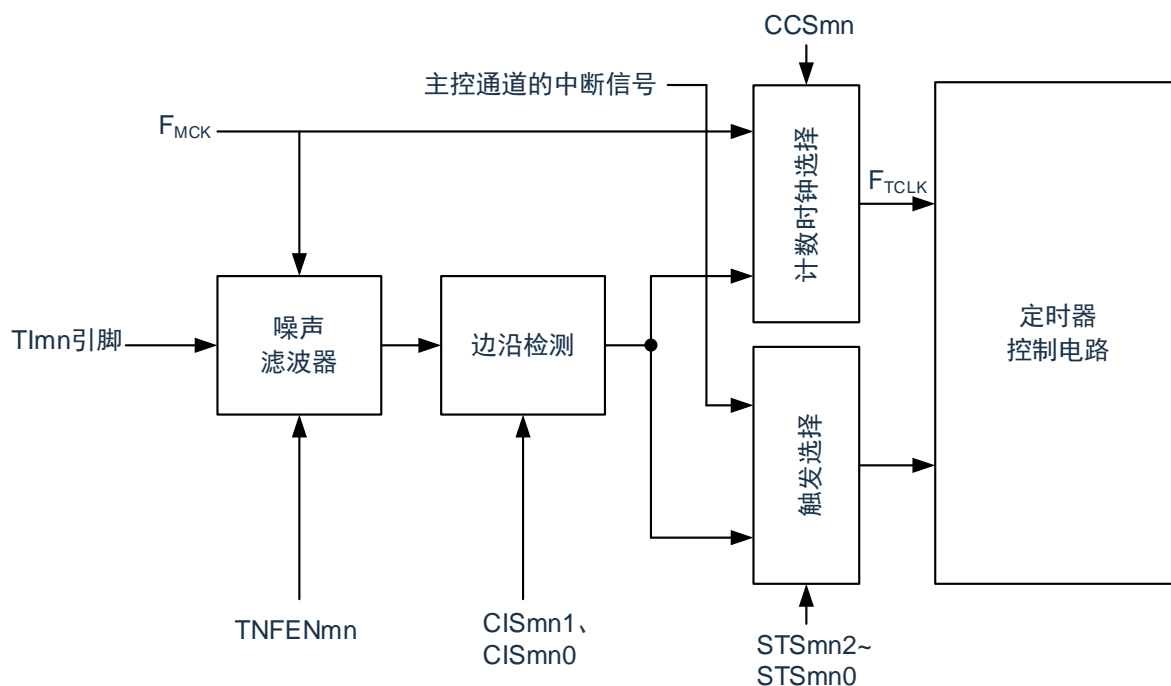 CCSmn
主控通道的中断信号
FMCK
计数时钟选择
FTCLK
TImn引脚
噪声
滤波器
边沿检测
定时器
控制电路
触发选择
TNFENmn
CISmn1、
CISmn0
STSmn2~
STSmn0